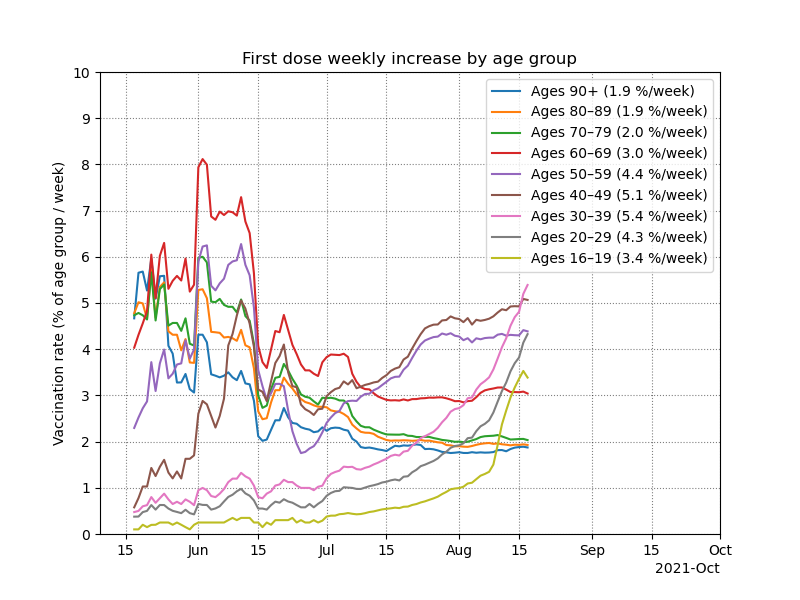 First dose weekly increase by age group
Vaccination rate (% of age group / week)
10
9
8
7
6
5
4
3
2
1
0
Ages 90+ (1.9 %/week)
Ages 80–89 (1.9 %/week)
Ages 70–79 (2.0 %/week)
Ages 60–69 (3.0 %/week)
Ages 50–59 (4.4 %/week)
Ages 40–49 (5.1 %/week)
Ages 30–39 (5.4 %/week)
Ages 20–29 (4.3 %/week)
Ages 16–19 (3.4 %/week)
15 Jun 15 Jul 15 Aug 15 Sep 15 Oct
2021-Oct